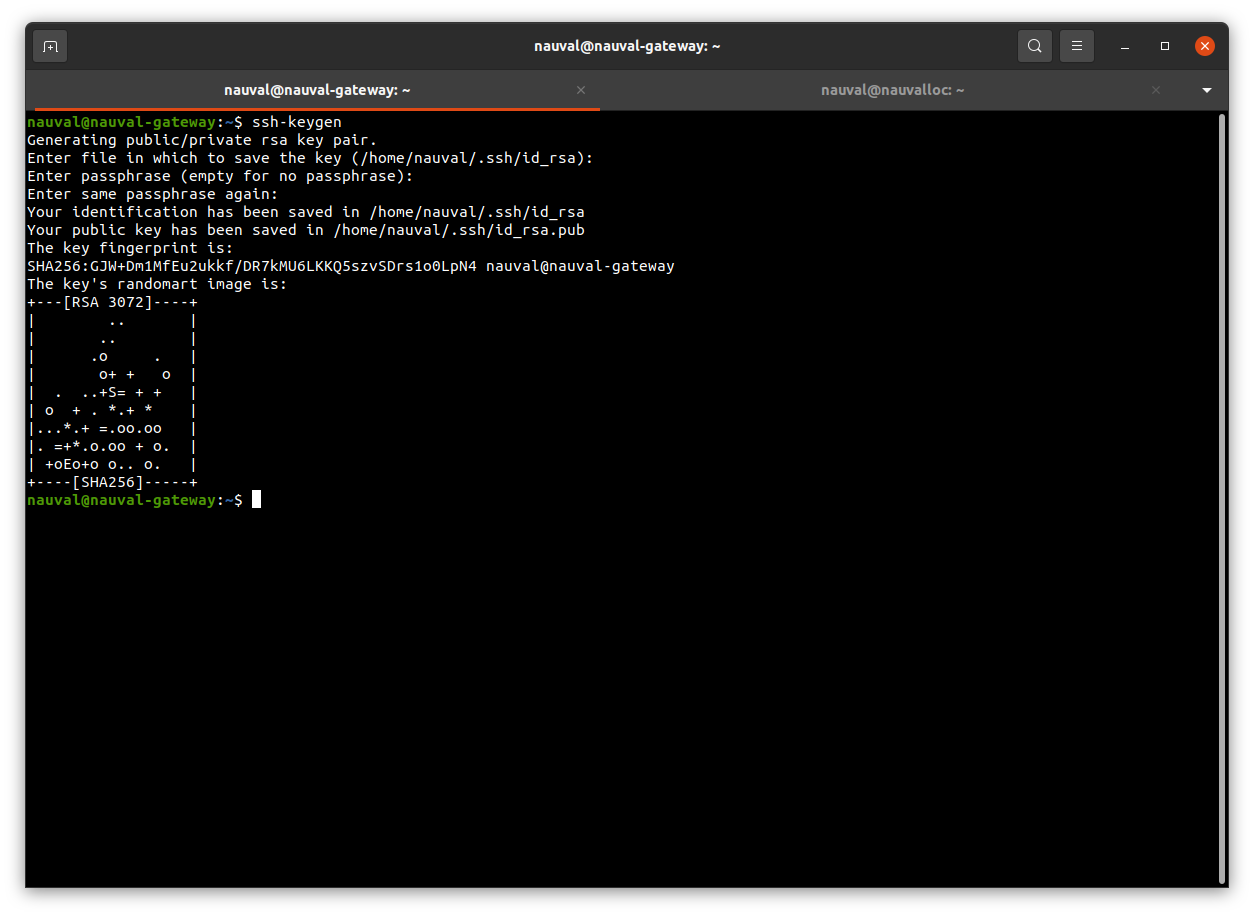 nauval@nauval-gateway: ~
nauval@nauval-gateway: ~
nauval@nauvalloc: ~
nauval@nauval-gateway:~$ ssh-keygen
Generating public/private rsa key pair.
Enter file in which to save the key (/home/nauval/.ssh/id_rsa):
Enter passphrase (empty for no passphrase):
Enter same passphrase again:
Your identification has been saved in /home/nauval/.ssh/id_rsa
Your public key has been saved in /home/nauval/.ssh/id_rsa.pub
The key fingerprint is:
SHA256:GJW+Dm1MfEu2ukkf/DR7kMU6LKKQ5szvSDrs1o0LpN4 nauval@nauval-gateway
The key's randomart image is:
+---[RSA 3072]----+
|        ..       |
|       ..        |
|      .o     .   |
|       o+ +   o  |
|  .  ..+S= + +   |
| o  + . *.+ *    |
|...*.+ =.oo.oo   |
|. =+*.o.oo + o.  |
| +oEo+o o.. o.   |
+----[SHA256]-----+
nauval@nauval-gateway:~$